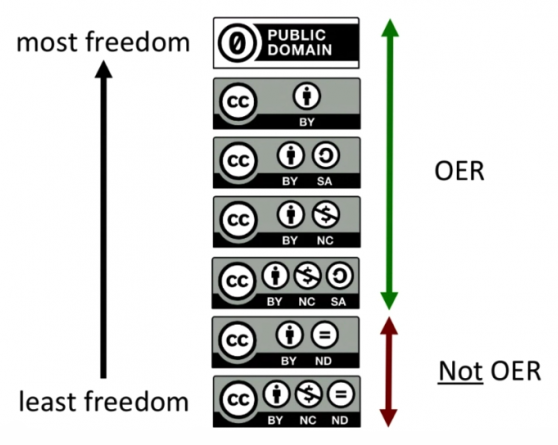 most freedom
0 PUBLIC
DOMAIN
cc
BY
cc
BY SA
OER
cc
BY NC
cc
BY NC SA
cc =
BY ND
Not OER
least freedom
cc =
BY NC ND